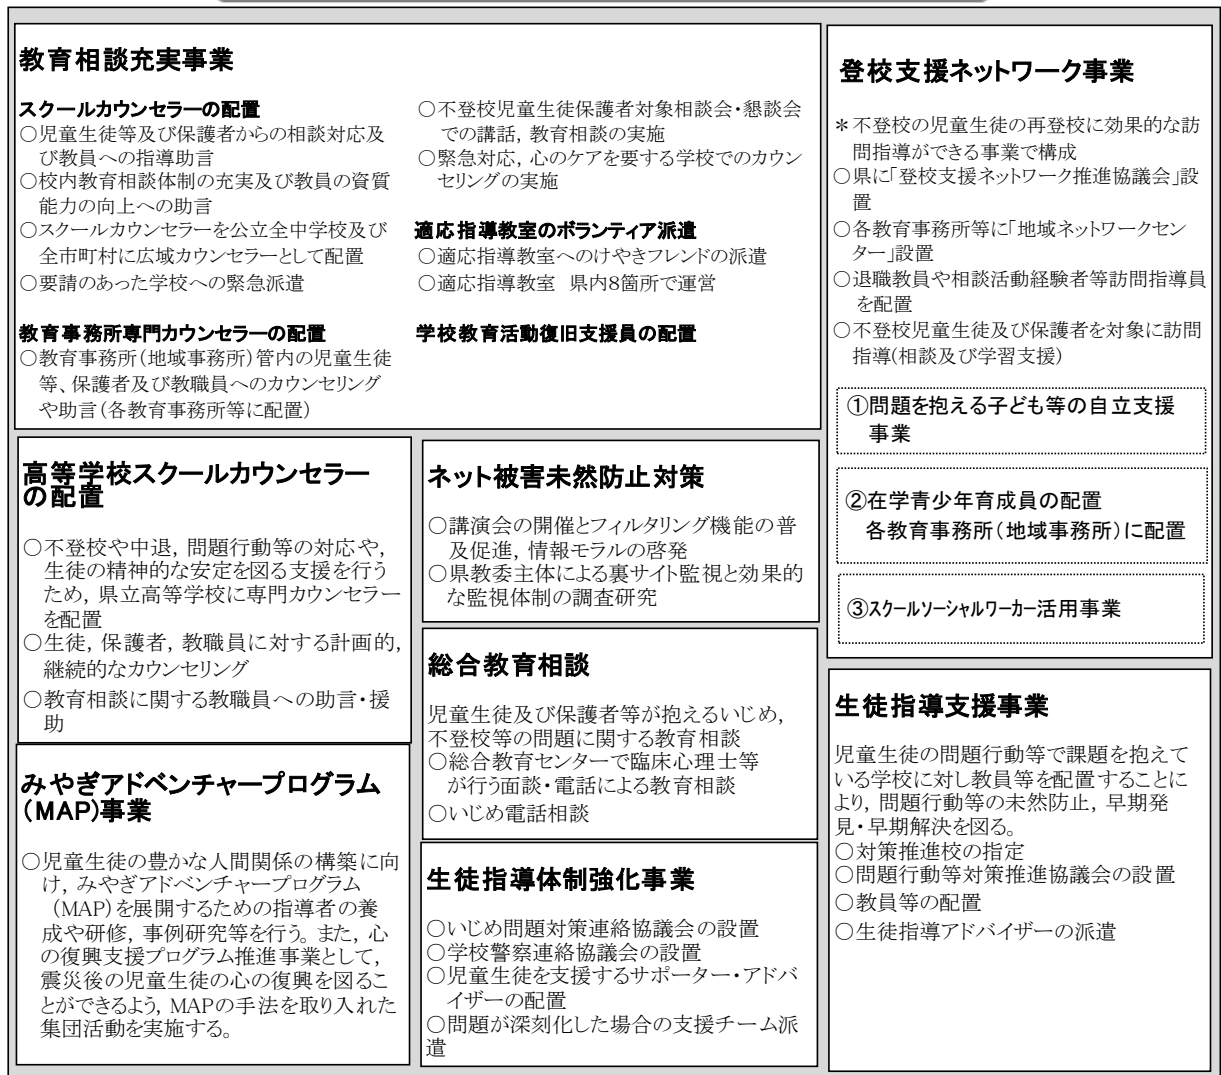 教育相談充実事業
スクールカウンセラーの配置
○児童生徒等及び保護者からの相談対応及
び教員への指導助言
○校内教育相談体制の充実及び教員の資質
能力の向上への助言
○スクールカウンセラーを公立全中学校及び
全市町村に広域カウンセラーとして配置
○要請のあった学校への緊急派遣
教育事務所専門カウンセラーの配置
○教育事務所(地域事務所)管内の児童生徒
等、保護者及び教職員へのカウンセリング
や助言(各教育事務所等に配置)
○不登校児童生徒保護者対象相談会・懇談会
での講話,教育相談の実施
○緊急対応,心のケアを要する学校でのカウン
セリングの実施
適応指導教室のボランティア派遣
○適応指導教室へのけやきフレンドの派遣
○適応指導教室 県内8箇所で運営
学校教育活動復旧支援員の配置
登校支援ネットワーク事業
*不登校の児童生徒の再登校に効果的な訪
問指導ができる事業で構成
○県に「登校支援ネットワーク推進協議会」設
置
○各教育事務所等に「地域ネットワークセン
ター」設置
○退職教員や相談活動経験者等訪問指導員
を配置
○不登校児童生徒及び保護者を対象に訪問
指導(相談及び学習支援)
①問題を抱える子ども等の自立支援
事業
②在学青少年育成員の配置
各教育事務所(地域事務所)に配置
③スクールソーシャルワーカー活用事業
高等学校スクールカウンセラー
の配置
○不登校や中退,問題行動等の対応や,
生徒の精神的な安定を図る支援を行う
ため,県立高等学校に専門カウンセラー
を配置
○生徒,保護者,教職員に対する計画的,
継続的なカウンセリング
○教育相談に関する教職員への助言・援
助
みやぎアドベンチャープログラム
(MAP)事業
○児童生徒の豊かな人間関係の構築に向
け,みやぎアドベンチャープログラム
(MAP)を展開するための指導者の養
成や研修,事例研究等を行う。また,心
の復興支援プログラム推進事業として,
震災後の児童生徒の心の復興を図るこ
とができるよう,MAPの手法を取り入れた
集団活動を実施する。
ネット被害未然防止対策
○講演会の開催とフィルタリング機能の普
及促進,情報モラルの啓発
○県教委主体による裏サイト監視と効果的
な監視体制の調査研究
総合教育相談
児童生徒及び保護者等が抱えるいじめ,
不登校等の問題に関する教育相談
○総合教育センターで臨床心理士等
が行う面談・電話による教育相談
○いじめ電話相談
生徒指導体制強化事業
○いじめ問題対策連絡協議会の設置
○学校警察連絡協議会の設置
○児童生徒を支援するサポーター・アドバ
イザーの配置
○問題が深刻化した場合の支援チーム派
遣
生徒指導支援事業
児童生徒の問題行動等で課題を抱えて
いる学校に対し教員等を配置することに
より,問題行動等の未然防止,早期発
見・早期解決を図る。
○対策推進校の指定
○問題行動等対策推進協議会の設置
○教員等の配置
○生徒指導アドバイザーの派遣